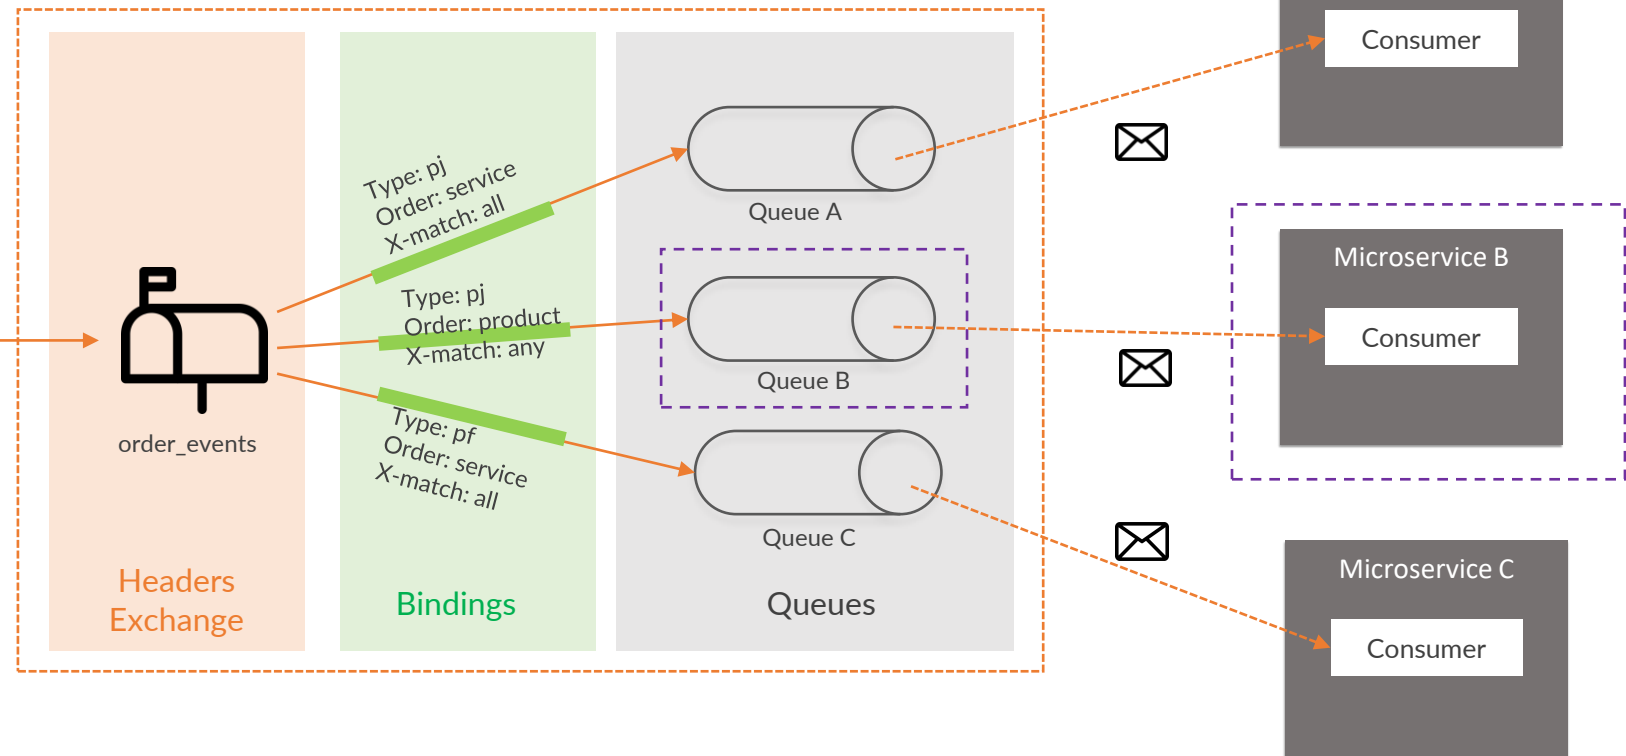 Consumer
Type: pj
Order: service
X-match: all
Queue A
Type: pj
Order: product
X-match: any
Queue B
Microservice B
Consumer
order_events
Type: pf
Order: service
X-match: all
Queue C
Microservice C
Consumer
Headers
Exchange
Bindings
Queues